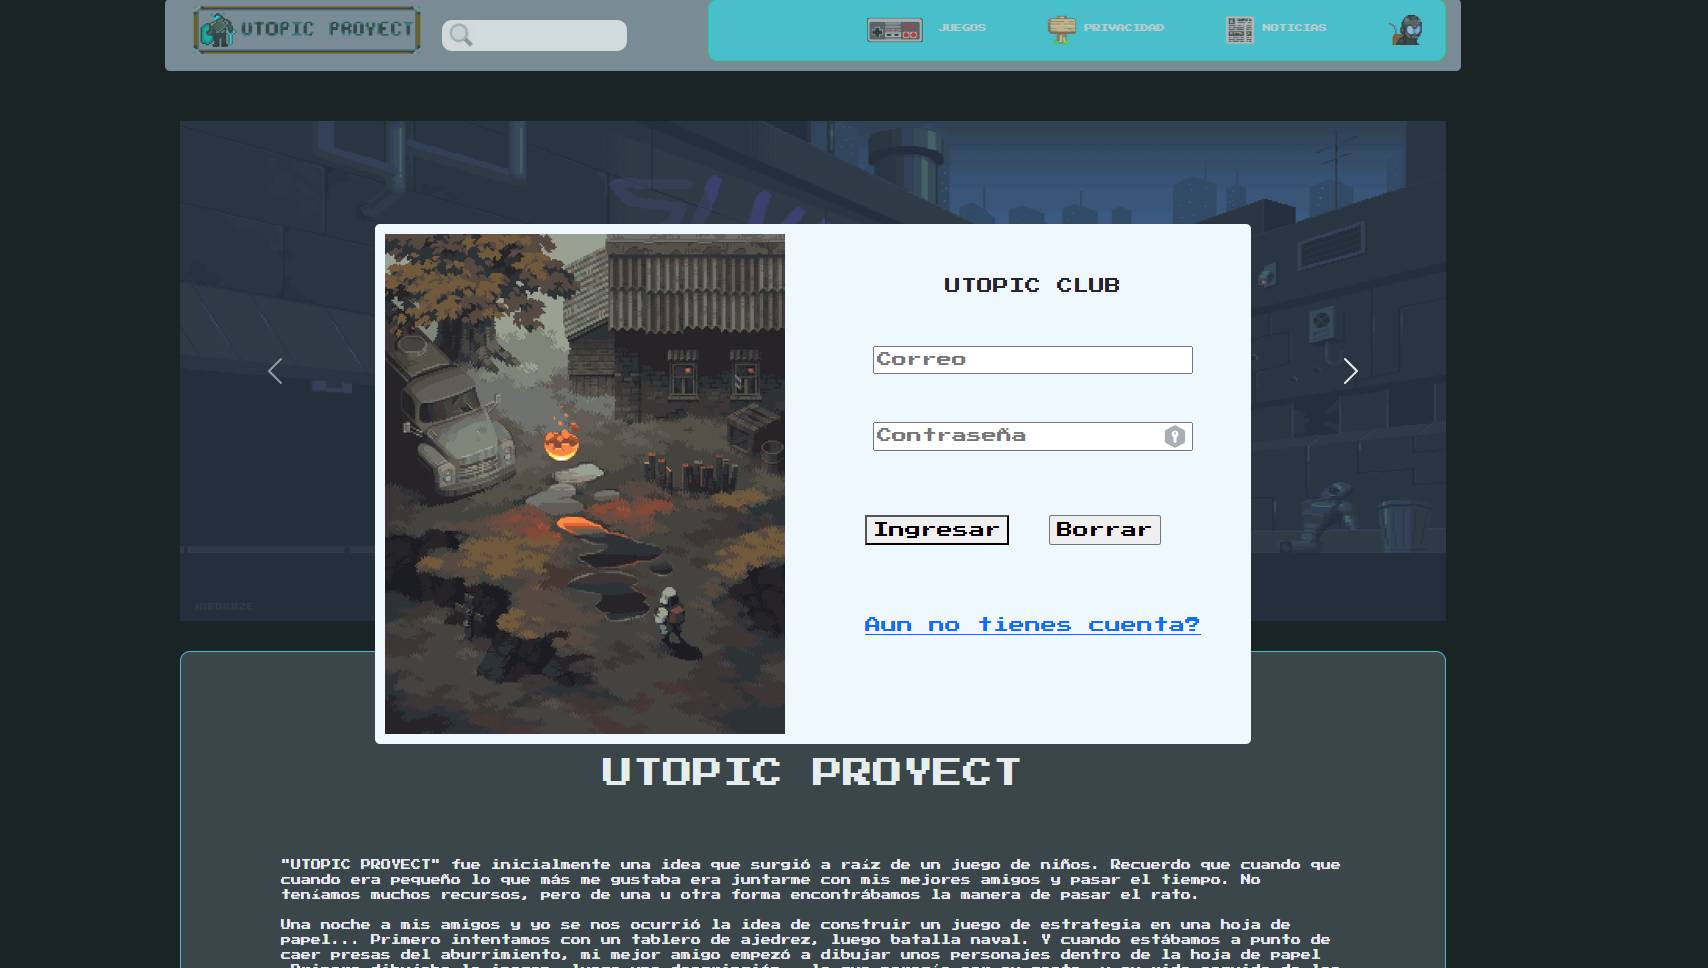 UTOPIC PROYECT
JUEGOS
PRIVACIDAD
NOTICIAS
UTOPIC CLUB
Correo
Contraseña
Ingresar
Borrar
Aun no tienes cuenta?
UTOPIC PROYECT
"UTOPIC PROYECT" fue inicialmente una idea que surgió a raíz de un juego de niños. Recuerdo que cuando que
cuando era pequeño lo que más me gustaba era juntarme con mis mejores amigos y pasar el tiempo. No
teníamos muchos recursos, pero de una u otra forma encontrábamos la manera de pasar el rato.
Una noche a mis amigos y yo se nos ocurrió la idea de construir un juego de estrategia en una hoja de
papel... Primero intentamos con un tablero de ajedrez, luego batalla naval. Y cuando estábamos a punto de
caer presas del aburrimiento, mi mejor amigo empezó a dibujar unos personajes dentro de la hoja de papel